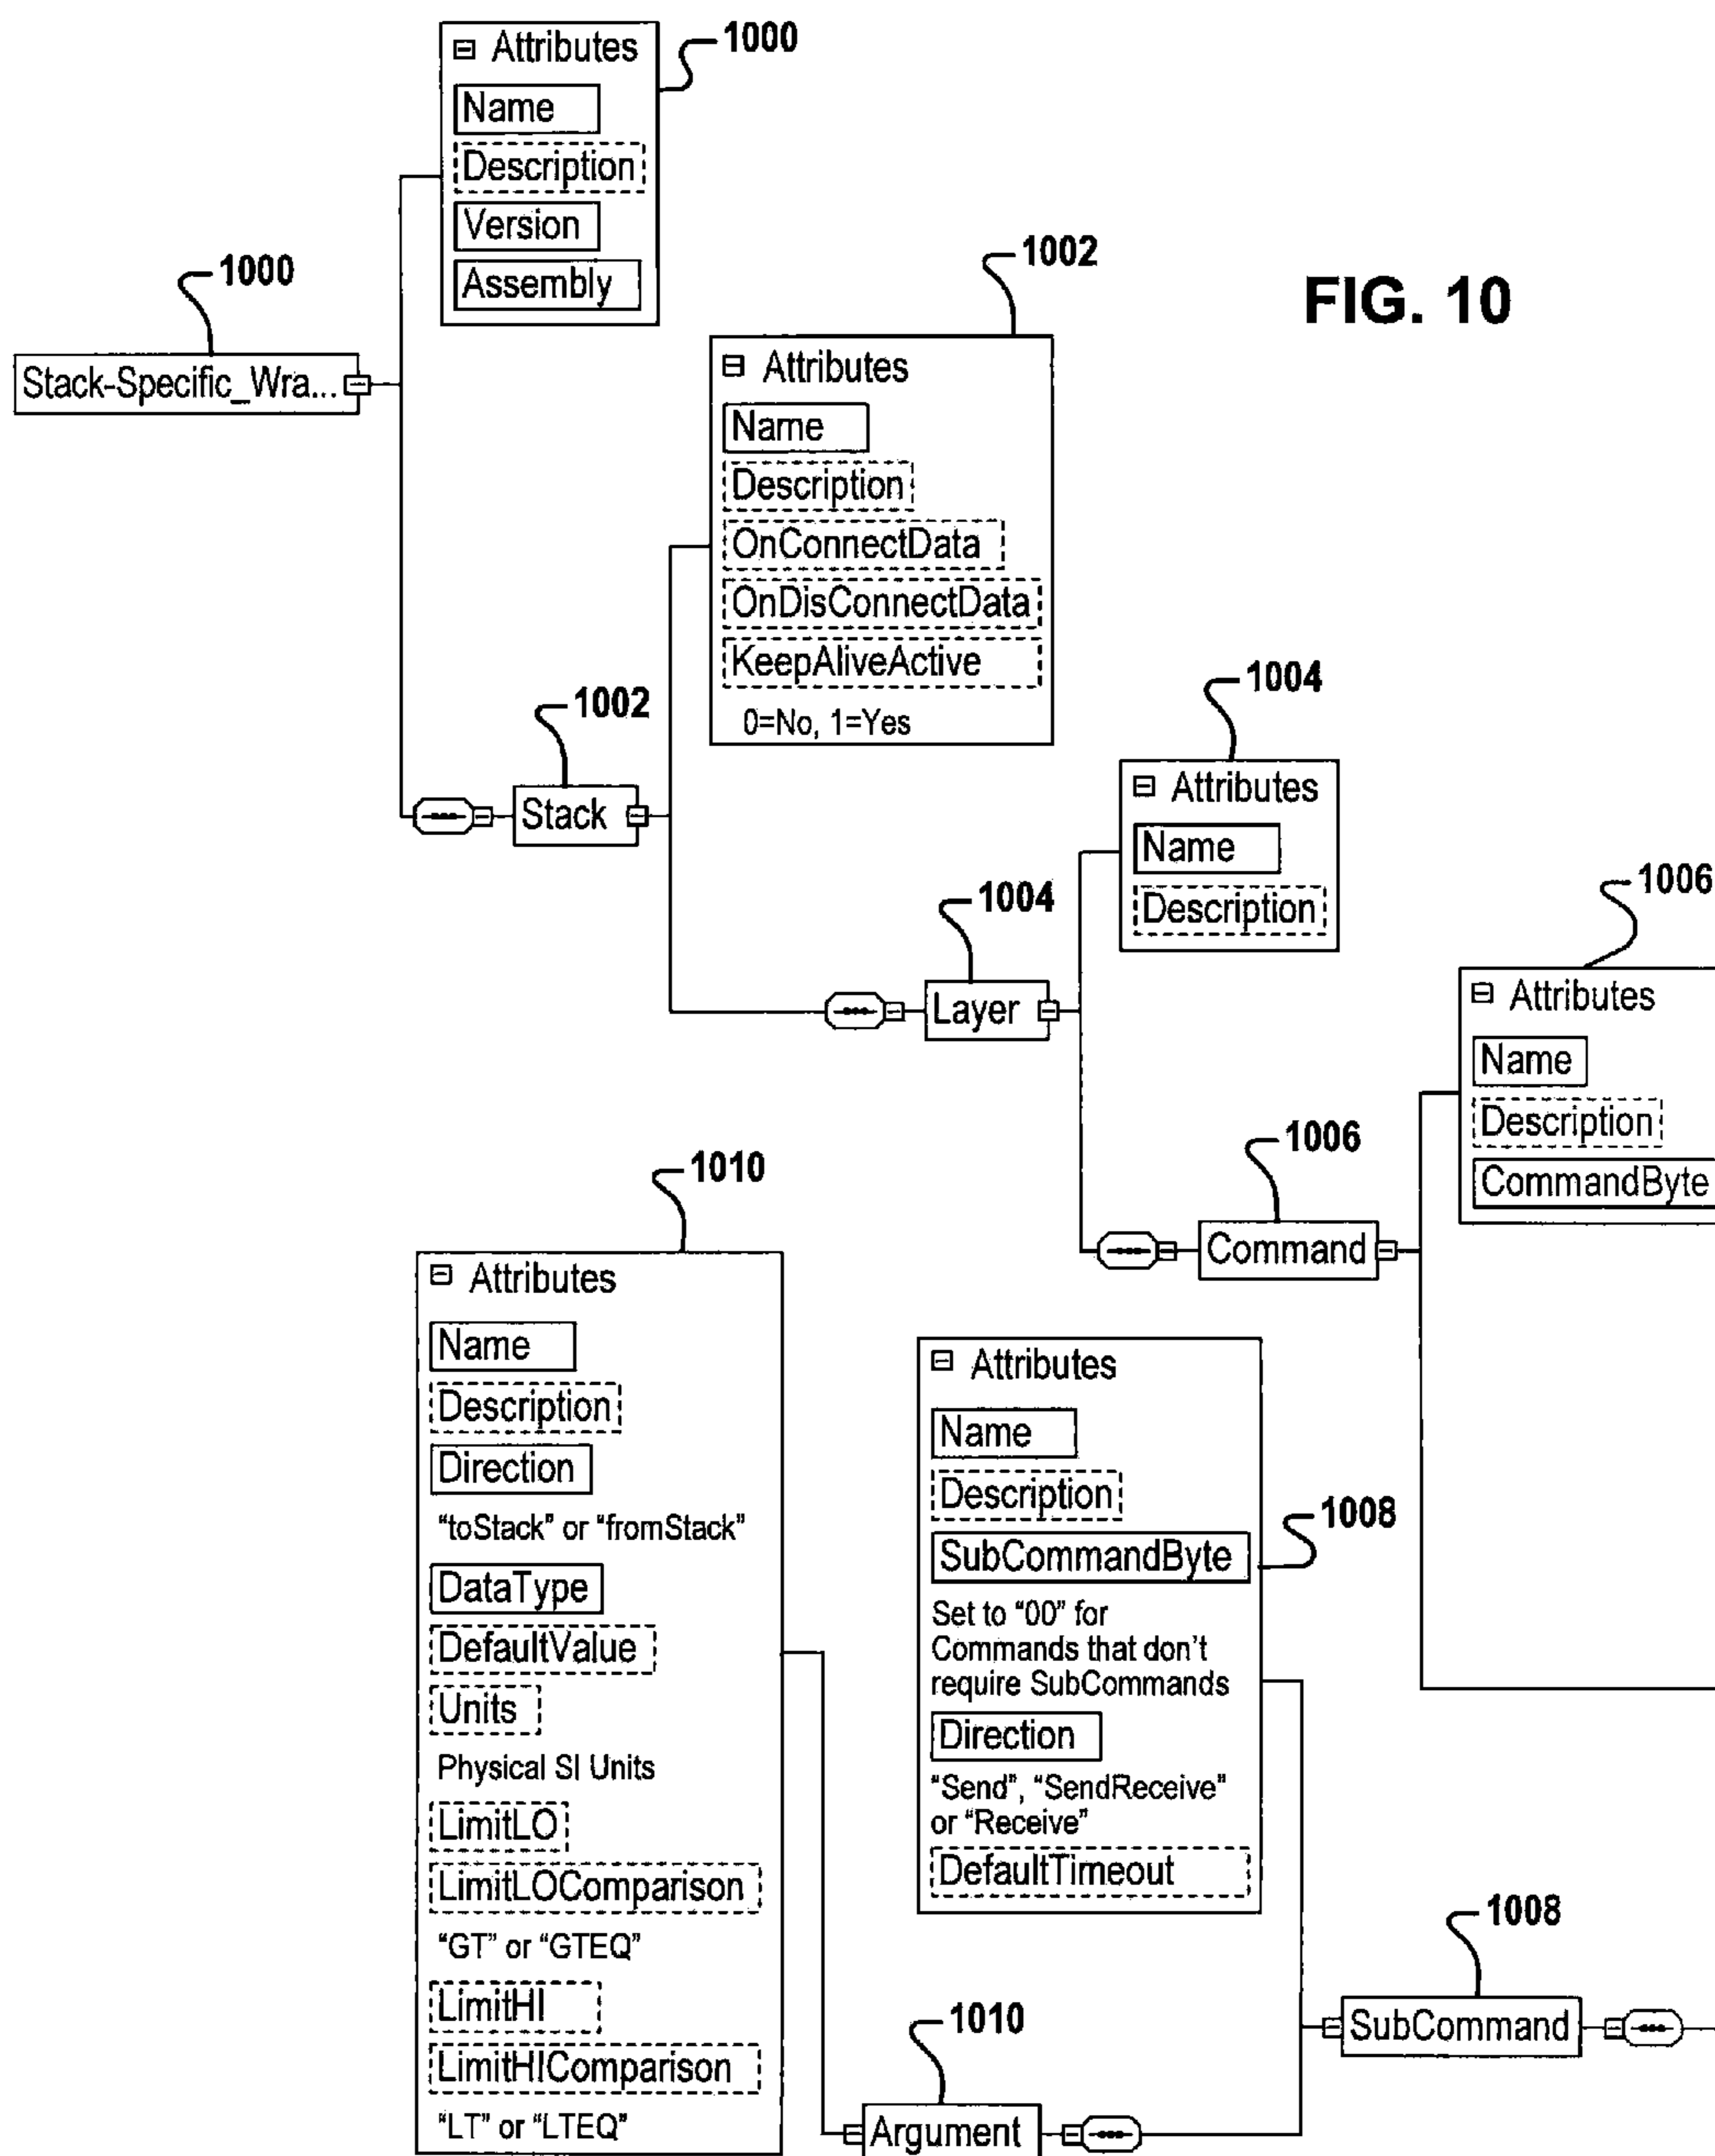 1000
Attributes
Name
Description
Version
Assembly
1000
Stack-Specific_Wra...
FIG. 10
1002
Attributes
Name
Description
OnConnectData
OnDisConnectData
KeepAliveActive
0=No, 1=Yes
1002
Stack
1004
Attributes
Name
Description
1004
Layer
1006
Attributes
Name
Description
CommandByte
1006
Command
1010
Attributes
Name
Description
Direction
“toStack” or “fromStack”
DataType
DefaultValue
Units
Physical SI Units
LimitLO
LimitLOComparison
“GT” or “GTEQ”
LimitHI
LimitHIComparison
“LT” or “LTEQ”
Attributes
Name
Description
SubCommandByte
1008
Set to “00” for
Commands that don’t
require SubCommands
Direction
“Send”, “SendReceive”
or “Receive”
DefaultTimeout
1008
SubCommand
1010
Argument